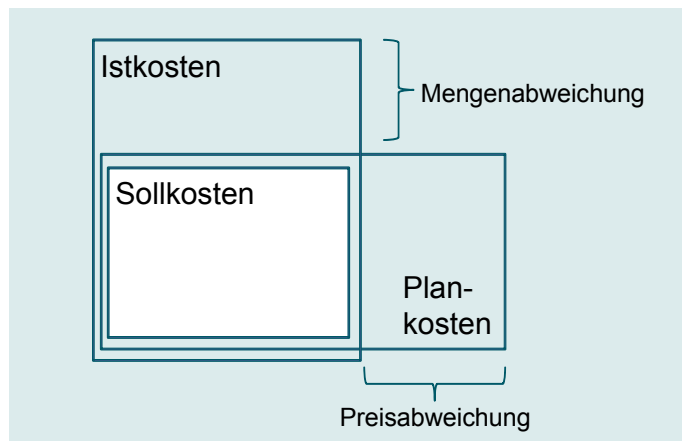 Istkosten
Mengenabweichung
Sollkosten
Plan-
kosten
Preisabweichung